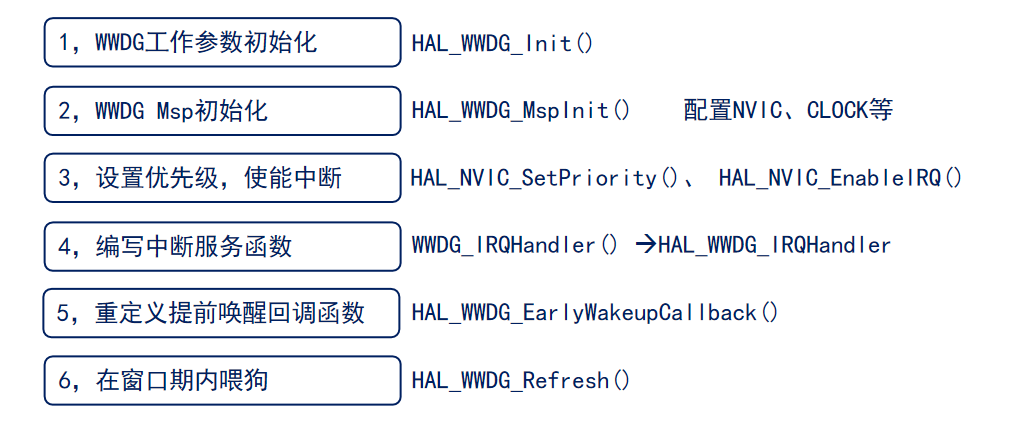 1，WWDG工作参数初始化 HAL_WWDG_Init()
2，WWDG Msp初始化 HAL_WWDG_MspInit() 配置NVIC、CLOCK等
3，设置优先级，使能中断 HAL_NVIC_SetPriority()、 HAL_NVIC_EnableIRQ()
4，编写中断服务函数 WWDG_IRQHandler() →HAL_WWDG_IRQHandler
5，重定义提前唤醒回调函数 HAL_WWDG_EarlyWakeupCallback()
6，在窗口期内喂狗 HAL_WWDG_Refresh()